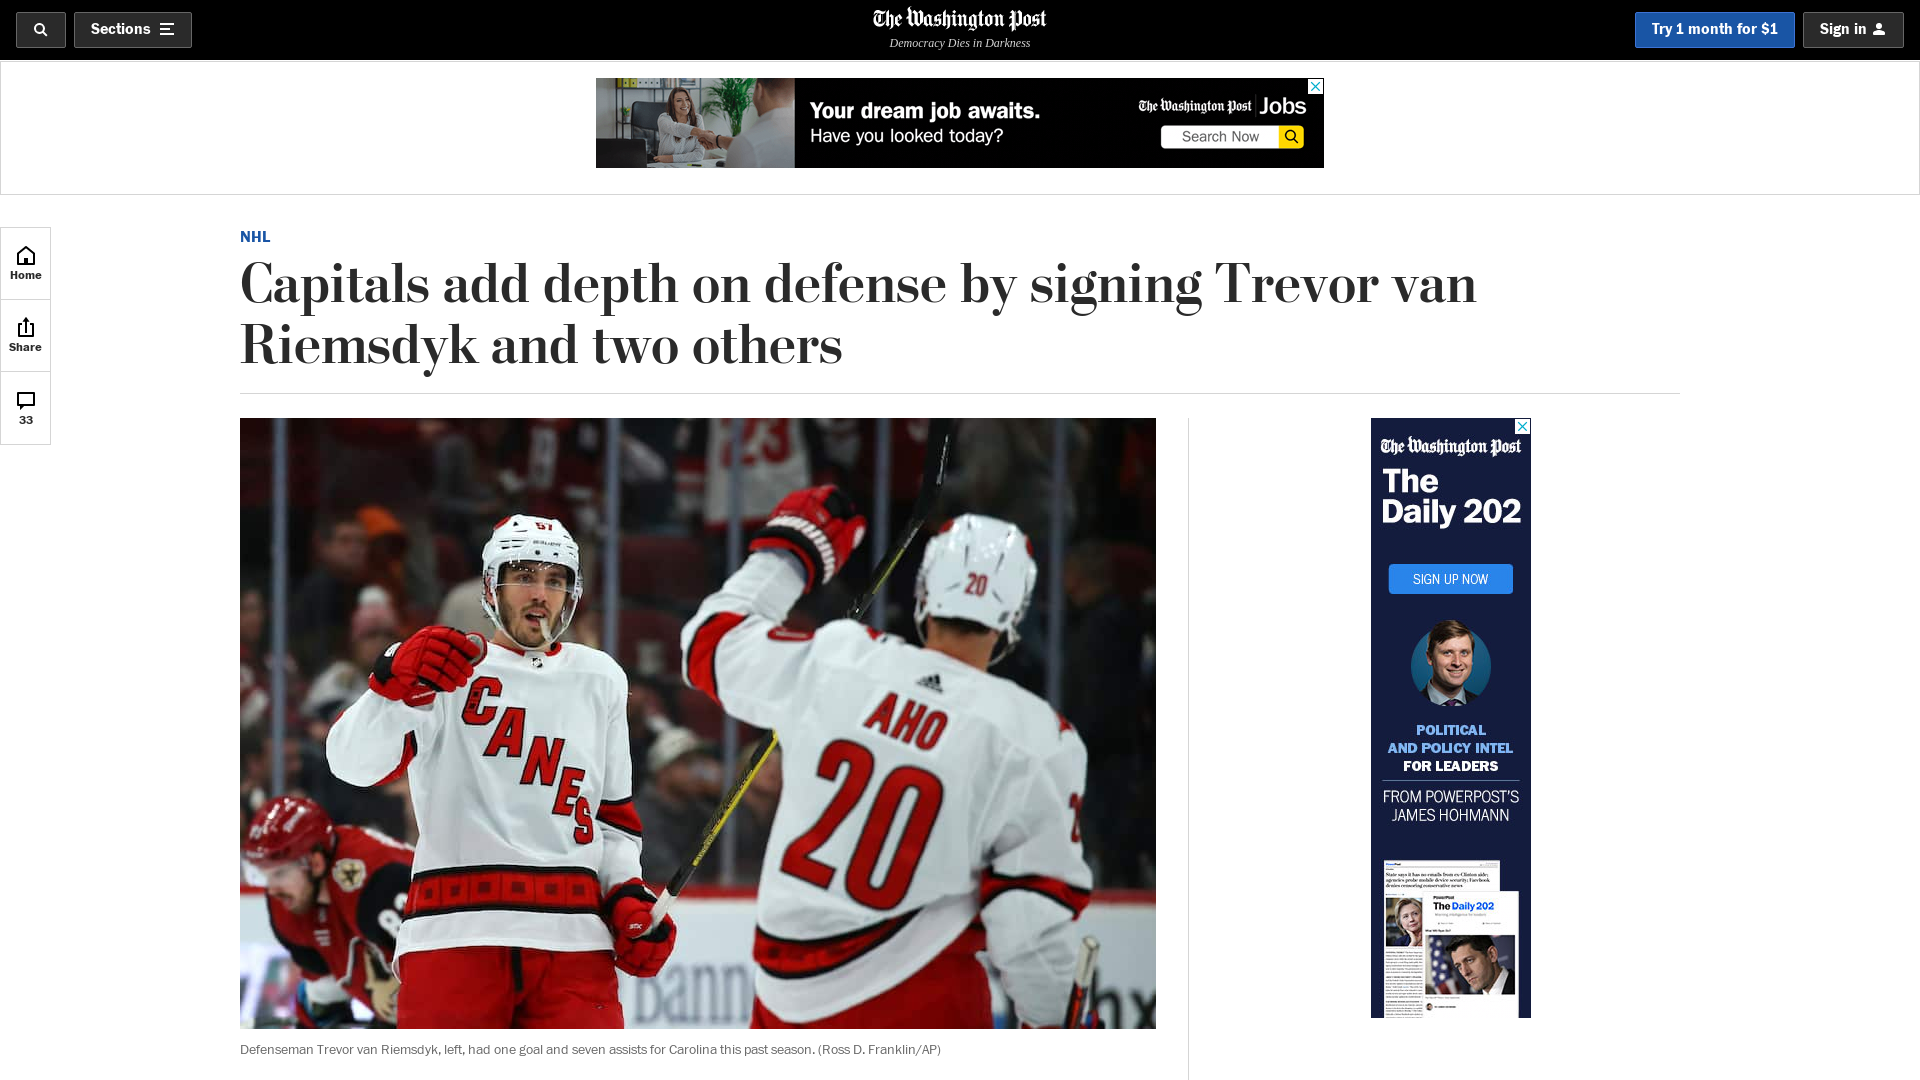 Sections
The Washington Post
Democracy Dies in Darkness
Try 1 month for $1
Sign in
Your dream job awaits.
Have you looked today?
The Washington Post Jobs
Search Now
Home
Share
33
NHL
Capitals add depth on defense by signing Trevor van
Riemsdyk and two others
23
57
BAUER
20
CANES
AHO
20
Defenseman Trevor van Riemsdyk, left, had one goal and seven assists for Carolina this past season. (Ross D. Franklin/AP)
The Washington Post
The
Daily 202
SIGN UP NOW
POLITICAL
AND POLICY INTEL
FOR LEADERS
FROM POWERPOST'S
JAMES HOHMANN
The Daily 202